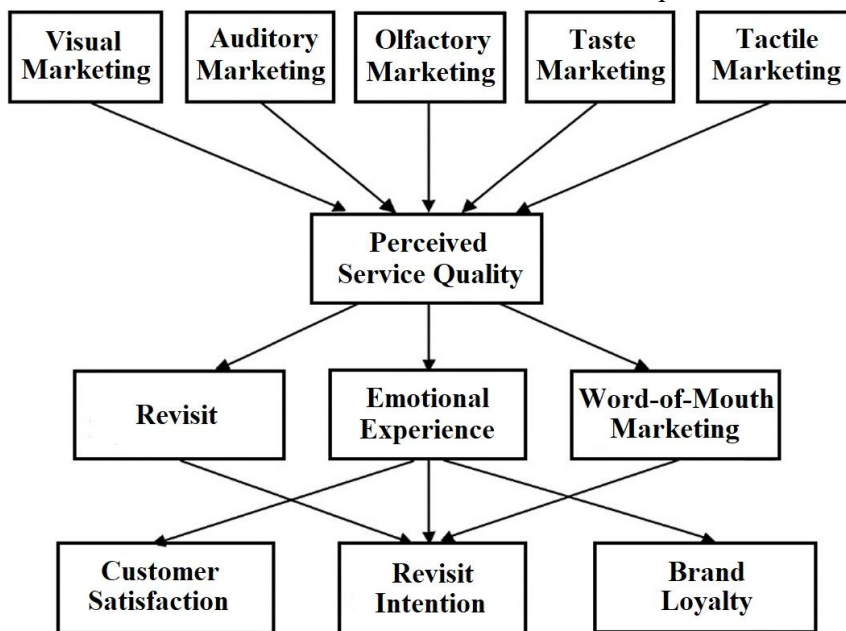 Visual
Marketing
Auditory
Marketing
Olfactory
Marketing
Taste
Marketing
Tactile
Marketing
Perceived
Service Quality
Revisit
Emotional
Experience
Word-of-Mouth
Marketing
Customer
Satisfaction
Revisit
Intention
Brand
Loyalty